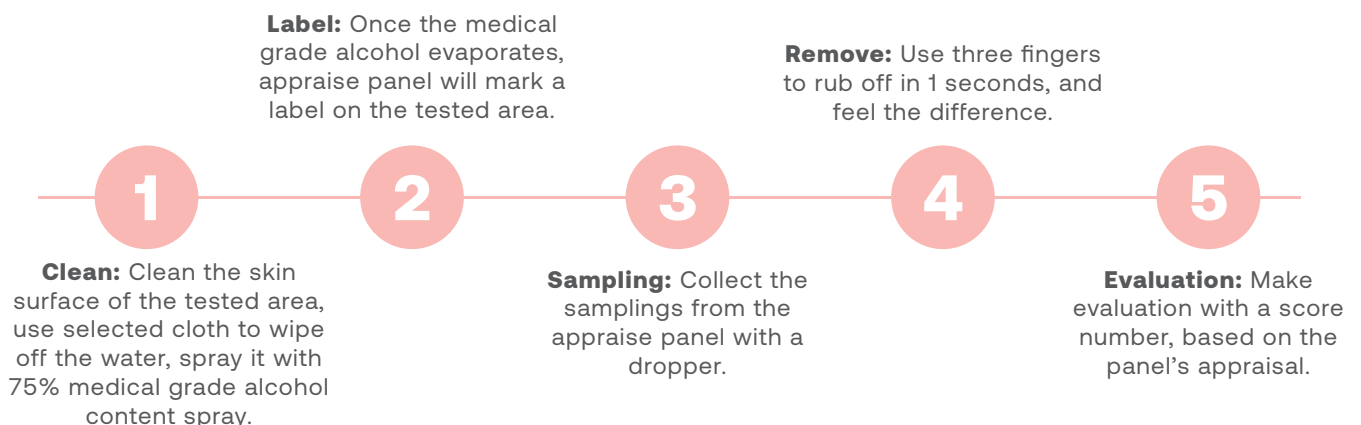 Label: Once the medical
grade alcohol evaporates,
appraise panel will mark a
label on the tested area.
Remove: Use three fingers
to rub off in 1 seconds, and
feel the difference.
1
2
3
4
5
Clean: Clean the skin
surface of the tested area,
use selected cloth to wipe
off the water, spray it with
75% medical grade alcohol
content spray.
Sampling: Collect the
samplings from the
appraise panel with a
dropper.
Evaluation: Make
evaluation with a score
number, based on the
panel's appraisal.